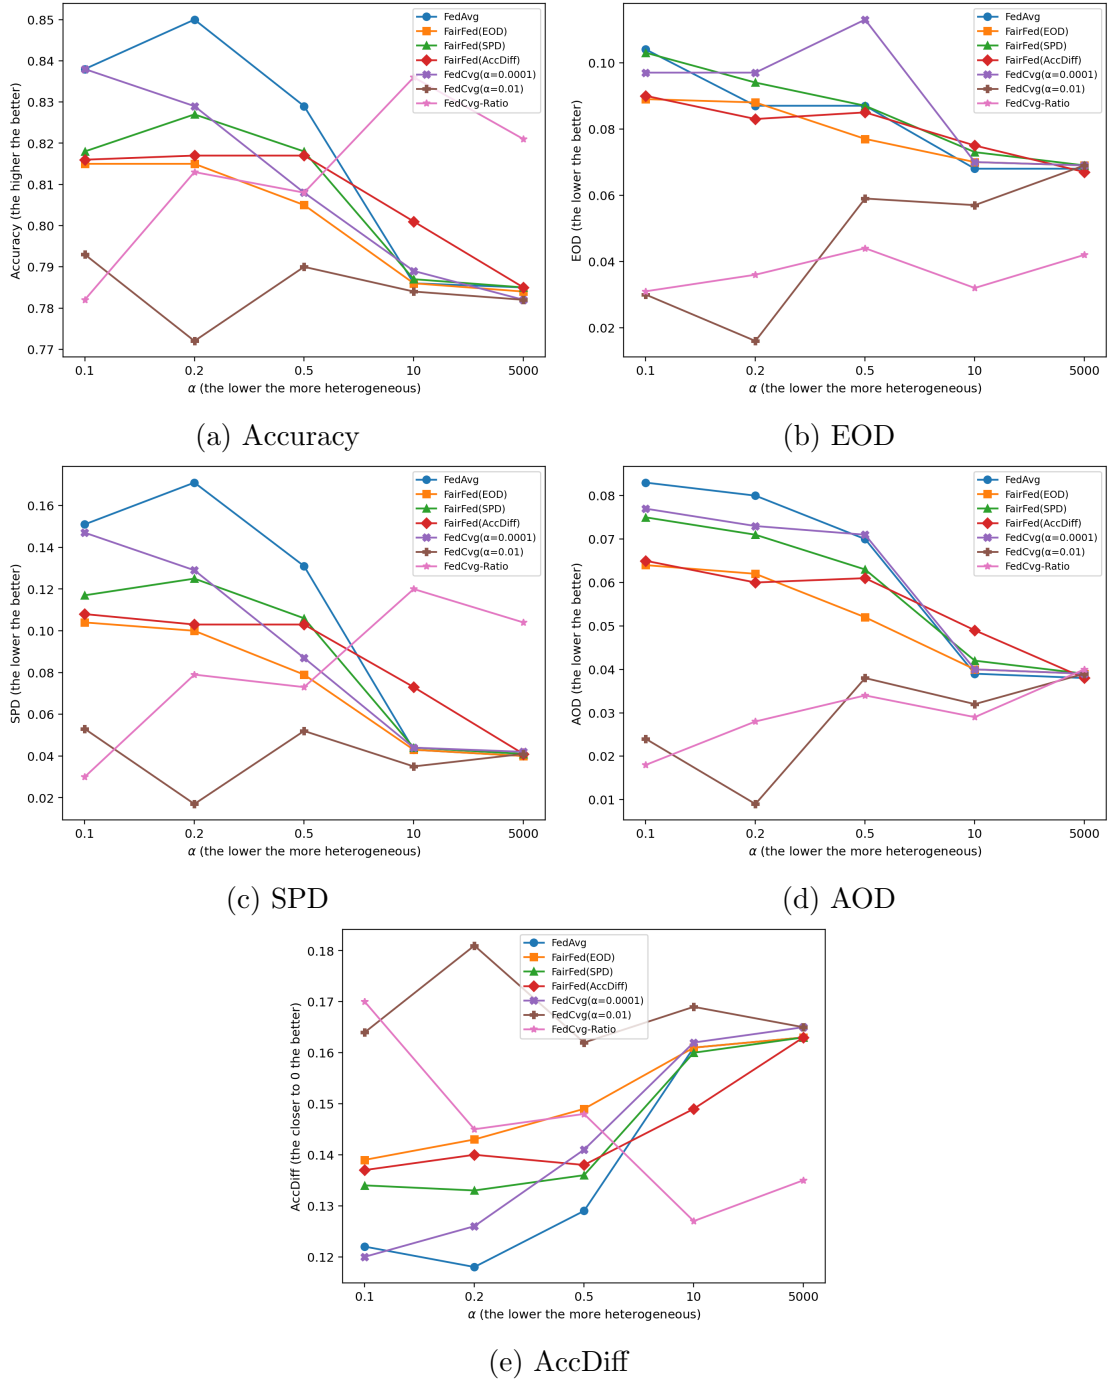 Accuracy (the higher the better)
0.85
0.84
0.83
0.82
0.81
0.80
0.79
0.78
0.77
FedAvg
FairFed(EOD)
FairFed(SPD)
FairFed(AccDiff)
FedCvg(α=0.0001)
FedCvg(α=0.01)
FedCvg-Ratio
0.1 0.2 0.5 10 5000
α (the lower the more heterogeneous)
(a) Accuracy
EOD (the lower the better)
0.10
0.08
0.06
0.04
0.02
FedAvg
FairFed(EOD)
FairFed(SPD)
FairFed(AccDiff)
FedCvg(α=0.0001)
FedCvg(α=0.01)
FedCvg-Ratio
0.1 0.2 0.5 10 5000
α (the lower the more heterogeneous)
(b) EOD
SPD (the lower the better)
0.16
0.14
0.12
0.10
0.08
0.06
0.04
0.02
FedAvg
FairFed(EOD)
FairFed(SPD)
FairFed(AccDiff)
FedCvg(α=0.0001)
FedCvg(α=0.01)
FedCvg-Ratio
0.1 0.2 0.5 10 5000
α (the lower the more heterogeneous)
(c) SPD
AOD (the lower the better)
0.08
0.07
0.06
0.05
0.04
0.03
0.02
0.01
FedAvg
FairFed(EOD)
FairFed(SPD)
FairFed(AccDiff)
FedCvg(α=0.0001)
FedCvg(α=0.01)
FedCvg-Ratio
0.1 0.2 0.5 10 5000
α (the lower the more heterogeneous)
(d) AOD
AccDiff (the closer to 0 the better)
0.18
0.17
0.16
0.15
0.14
0.13
0.12
FedAvg
FairFed(EOD)
FairFed(SPD)
FairFed(AccDiff)
FedCvg(α=0.0001)
FedCvg(α=0.01)
FedCvg-Ratio
0.1 0.2 0.5 10 5000
α (the lower the more heterogeneous)
(e) AccDiff